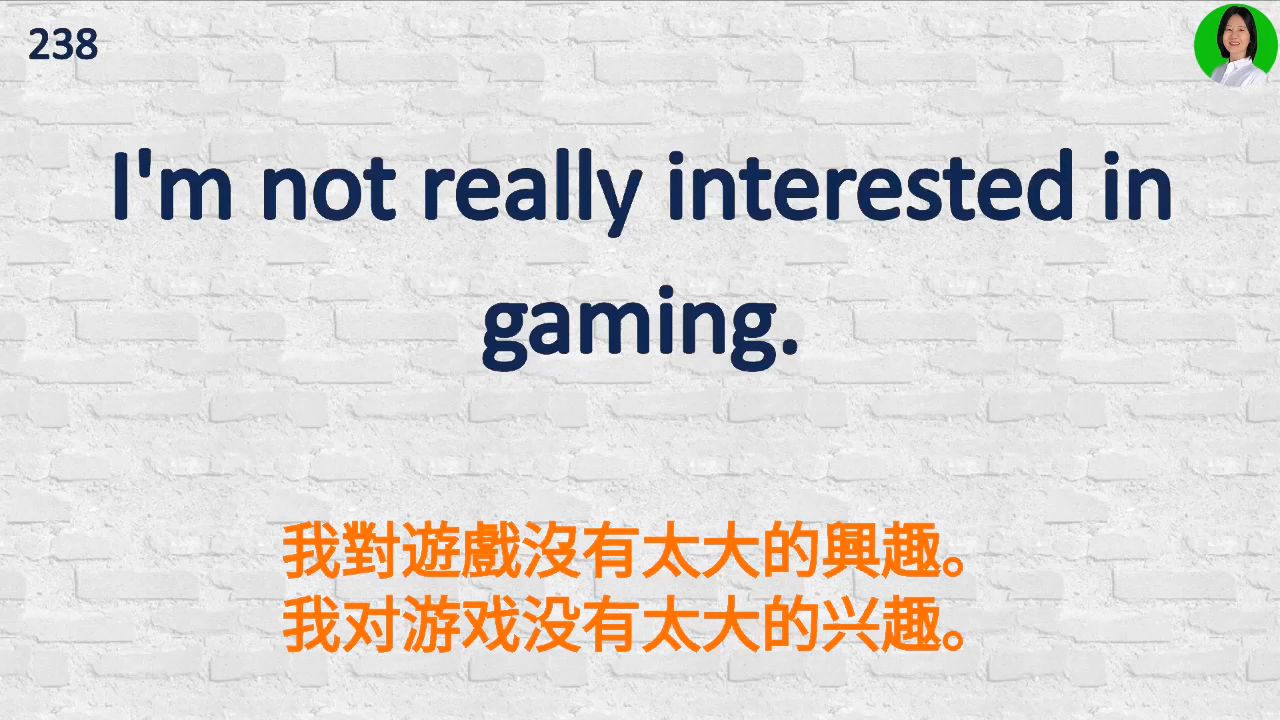 238
I'm not really interested in
gaming.
我對遊戲沒有太大的興趣。
我对游戏没有太大的兴趣。